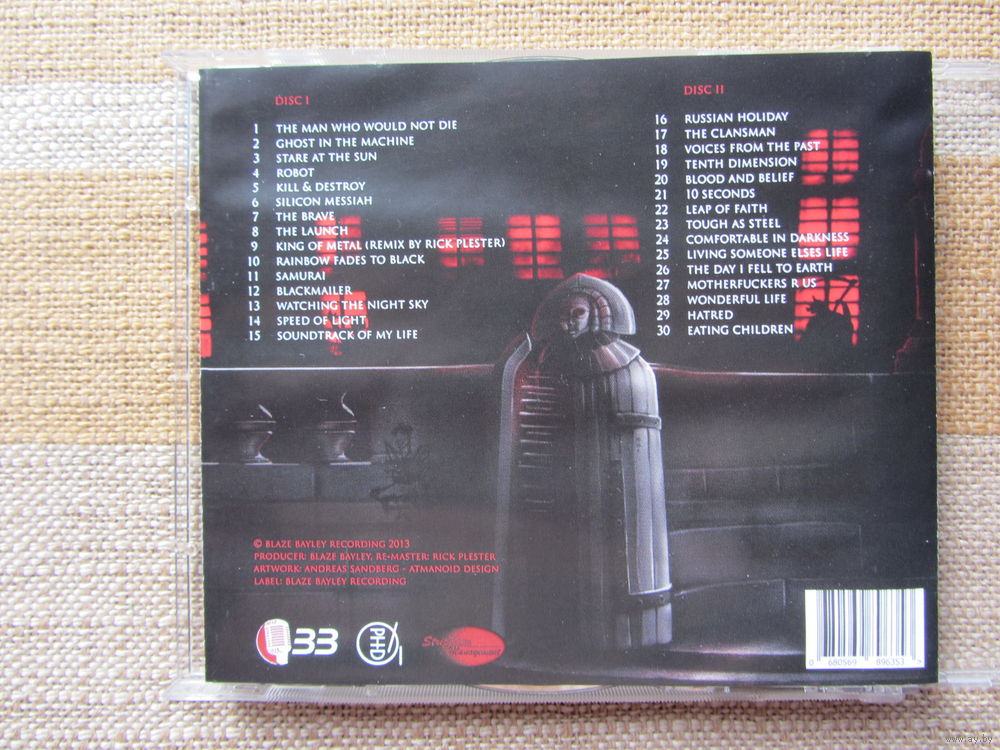 DISC I
1 THE MAN WHO WOULD NOT DIE
2 GHOST IN THE MACHINE
3 STARE AT THE SUN
4 ROBOT
5 KILL & DESTROY
6 SILICON MESSIAH
7 THE BRAVE
8 THE LAUNCH
9 KING OF METAL (REMIX BY RICK PLESTER)
10 RAINBOW FADES TO BLACK
11 SAMURAI
12 BLACKMAILER
13 WATCHING THE NIGHT SKY
14 SPEED OF LIGHT
15 SOUNDTRACK OF MY LIFE
DISC II
16 RUSSIAN HOLIDAY
17 THE CLANSMAN
18 VOICES FROM THE PAST
19 TENTH DIMENSION
20 BLOOD AND BELIEF
21 10 SECONDS
22 LEAP OF FAITH
23 TOUGH AS STEEL
24 COMFORTABLE IN DARKNESS
25 LIVING SOMEONE ELSES LIFE
26 THE DAY I FELL TO EARTH
27 MOTHERFUCKERS R US
28 WONDERFUL LIFE
29 HATRED
30 EATING CHILDREN
© BLAZE BAYLEY RECORDING 2013
PRODUCER: BLAZE BAYLEY, RE-MASTER: RICK PLESTER
ARTWORK: ANDREAS SANDBERG - ATMANOID DESIGN
LABEL: BLAZE BAYLEY RECORDING
33
PHD
Management
0 680569 896353 >
www.ay.by